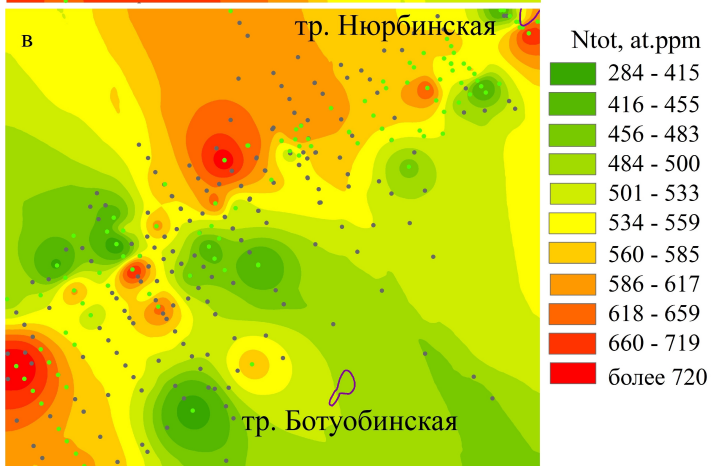 тр. Нюрбинская
в
Ntot, at.ppm
284 - 415
416 - 455
456 - 483
484 - 500
501 - 533
534 - 559
560 - 585
586 - 617
618 - 659
660 - 719
более 720
тр. Ботуобинская